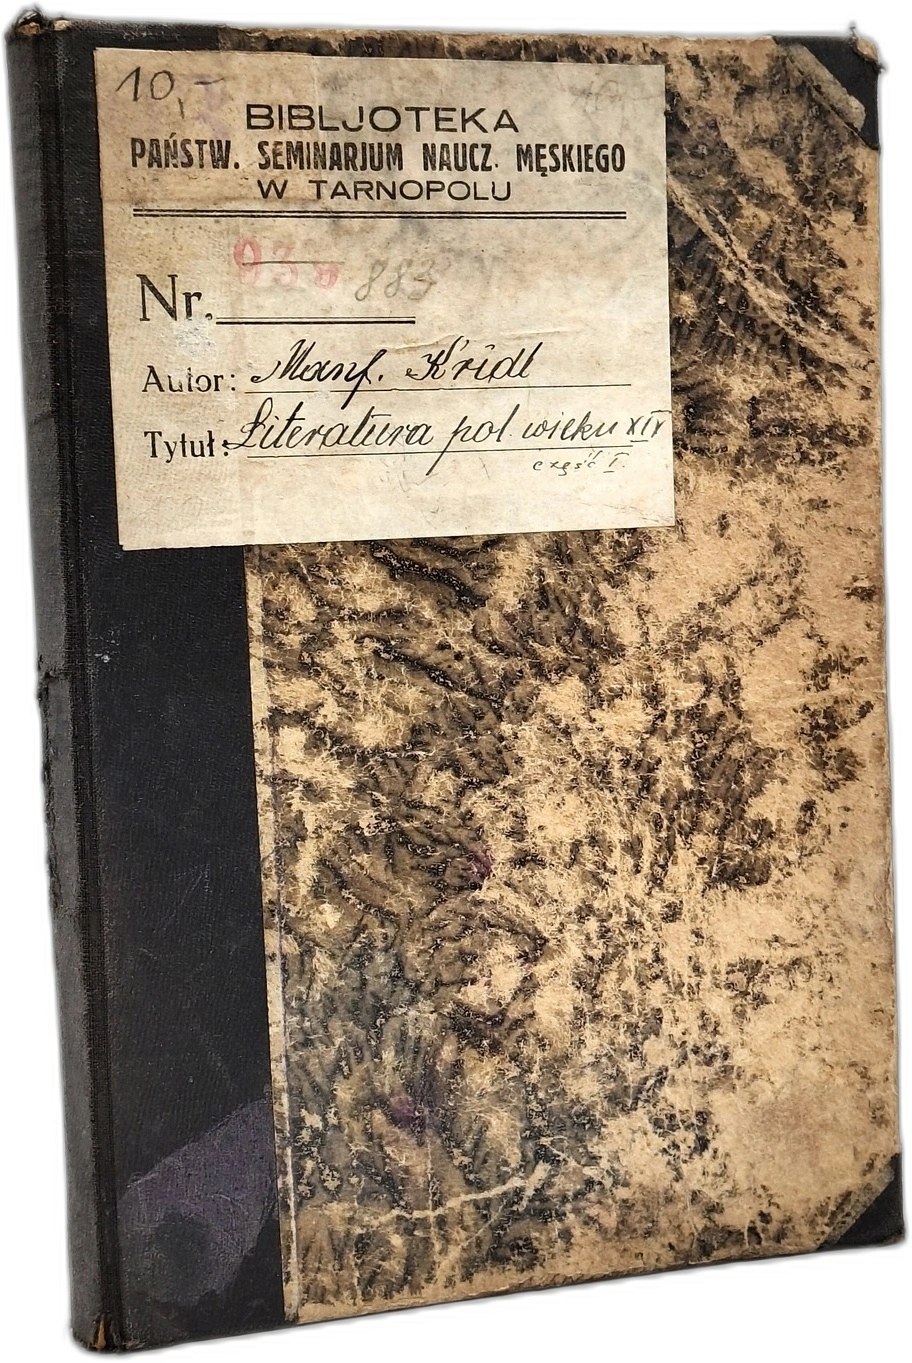 10,-
BIBLJOTEKA
PAŃSTW. SEMINARJUM NAUCZ. MĘSKIEGO
W TARNOPOLU
Nr. 883
Autor: Manf. Kridl
Tytuł: Literatura pol. wieku XIX
część I.